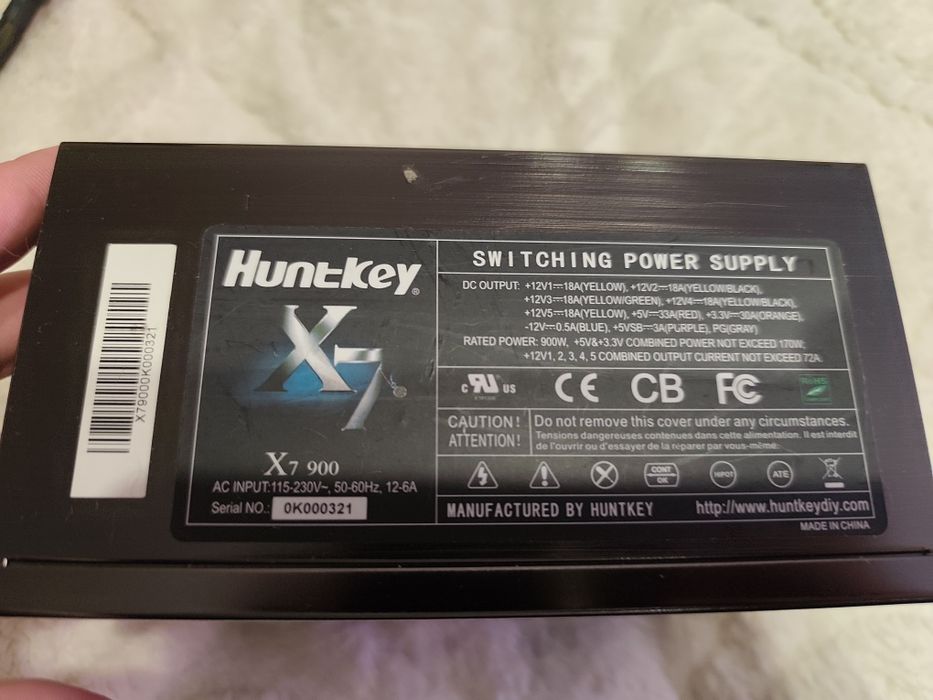 X79000K000321
Huntkey®
X7
X7 900
AC INPUT:115-230V~, 50-60Hz, 12-6A
Serial NO.: 0K000321
SWITCHING POWER SUPPLY
DC OUTPUT: +12V1⎓18A(YELLOW), +12V2⎓18A(YELLOW/BLACK),
+12V3⎓18A(YELLOW/GREEN), +12V4⎓18A(YELLOW/BLACK),
+12V5⎓18A(YELLOW), +5V⎓33A(RED), +3.3V⎓30A(ORANGE),
-12V⎓0.5A(BLUE), +5VSB⎓3A(PURPLE), PG(GRAY)
RATED POWER: 900W, +5V&+3.3V COMBINED POWER NOT EXCEED 170W;
+12V1, 2, 3, 4, 5 COMBINED OUTPUT CURRENT NOT EXCEED 72A.
c RU US CE CB FC RoHS
CAUTION! Do not remove this cover under any circumstances.
ATTENTION! Tensions dangereuses contenues dans cette alimentation. Il est interdit
de l'ouvrir ou d'essayer de la réparer par vous-même.
CONT OK HIPOT ATE
MANUFACTURED BY HUNTKEY http://www.huntkeydiy.com
MADE IN CHINA